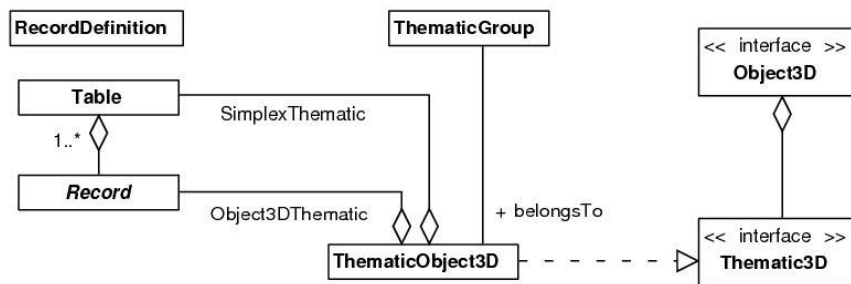 RecordDefinition
ThematicGroup
<< interface >>
Object3D
Table
SimplexThematic
1..*
Record
Object3DThematic
+ belongsTo
<< interface >>
Thematic3D
ThematicObject3D